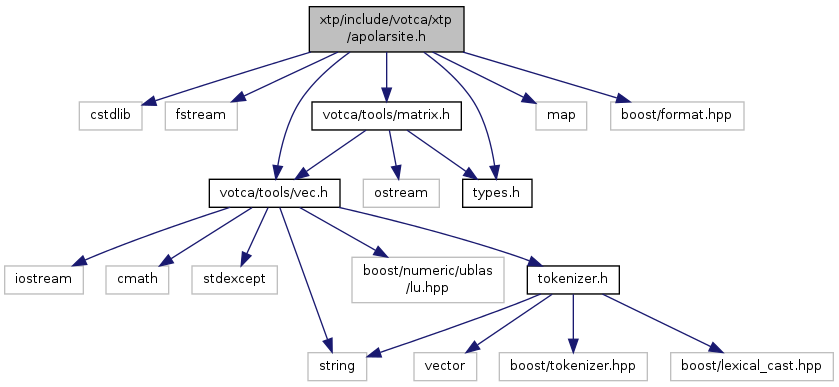 xtp/include/votca/xtp
/apolarsite.h
cstdlib
fstream
votca/tools/matrix.h
map
boost/format.hpp
votca/tools/vec.h
ostream
types.h
iostream
cmath
stdexcept
boost/numeric/ublas
/lu.hpp
tokenizer.h
string
vector
boost/tokenizer.hpp
boost/lexical_cast.hpp